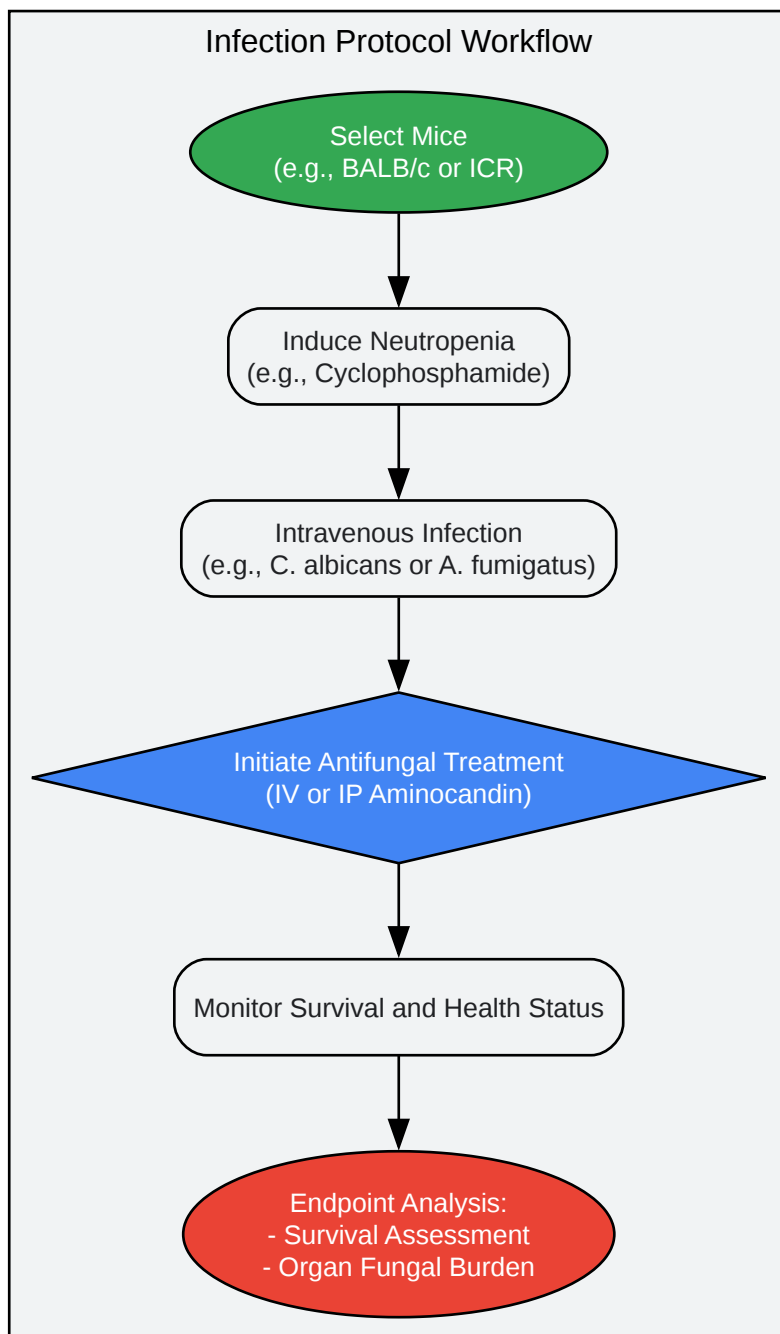 Infection Protocol Workflow
Select Mice
(e.g., BALB/c or ICR)
Induce Neutropenia
(e.g., Cyclophosphamide)
Intravenous Infection
(e.g., C. albicans or A. fumigatus)
Initiate Antifungal Treatment
(IV or IP Aminocandin)
Monitor Survival and Health Status
Endpoint Analysis:
- Survival Assessment
- Organ Fungal Burden